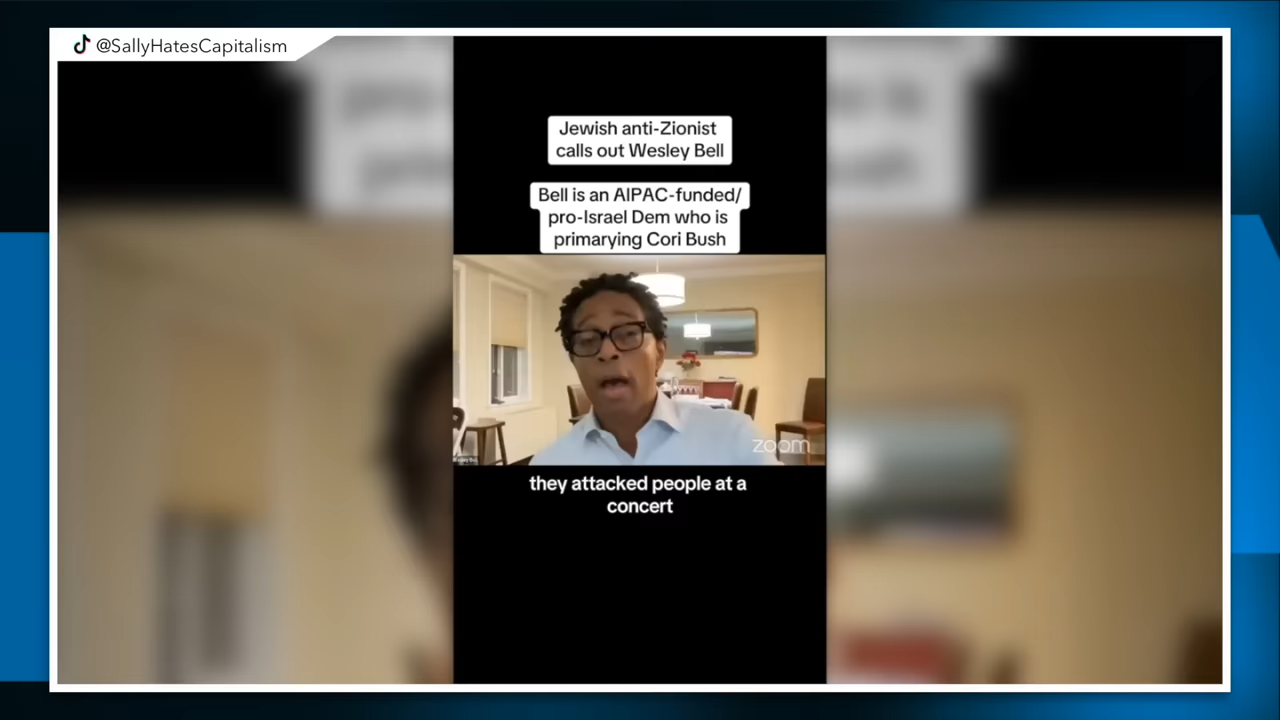 @SallyHatesCapitalism
Jewish anti-Zionist
calls out Wesley Bell
Bell is an AIPAC-funded/
pro-Israel Dem who is
primarying Cori Bush
zoom
they attacked people at a
concert